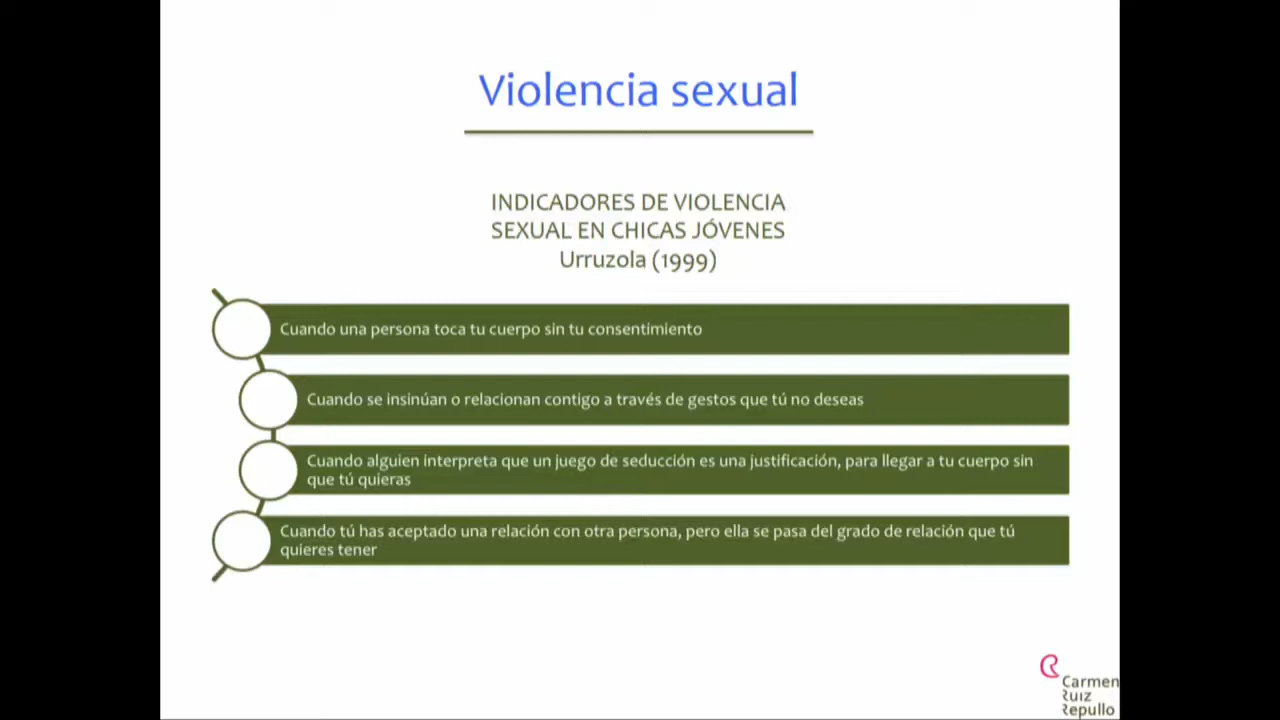 Violencia sexual
INDICADORES DE VIOLENCIA
SEXUAL EN CHICAS JÓVENES
Urruzola (1999)
Cuando una persona toca tu cuerpo sin tu consentimiento
Cuando se insinúan o relacionan contigo a través de gestos que tú no deseas
Cuando alguien interpreta que un juego de seducción es una justificación, para llegar a tu cuerpo sin
que tú quieras
Cuando tú has aceptado una relación con otra persona, pero ella se pasa del grado de relación que tú
quieres tener
Carmen
Ruiz
Repullo